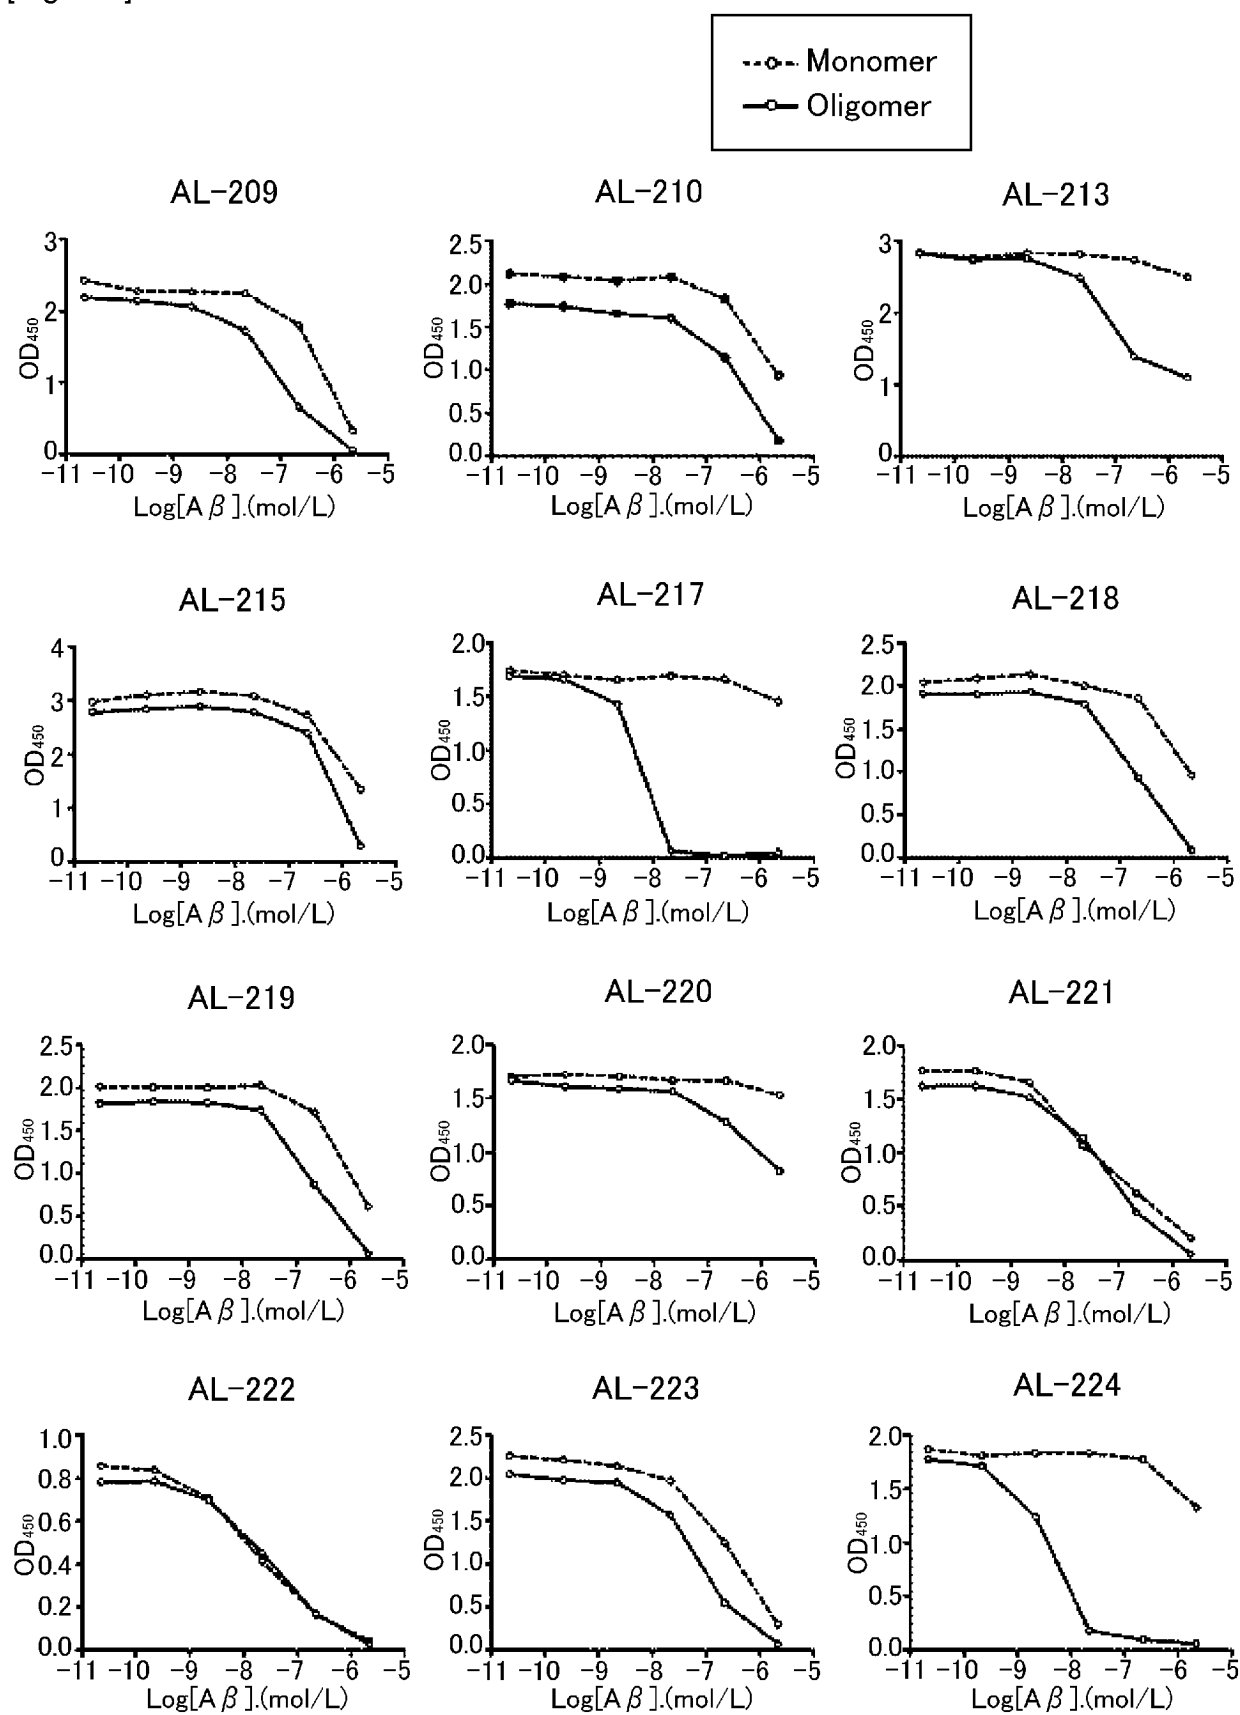 Monomer
Oligomer
AL-209
AL-210
AL-213
3
2
1
0
OD450
-11 -10 -9 -8 -7 -6 -5
Log[Aβ].(mol/L)
2.5
2.0
1.5
1.0
0.5
0.0
OD450
-11 -10 -9 -8 -7 -6 -5
Log[Aβ].(mol/L)
3
2
1
0
OD450
-11 -10 -9 -8 -7 -6 -5
Log[Aβ].(mol/L)
AL-215
AL-217
AL-218
4
3
2
1
0
OD450
-11 -10 -9 -8 -7 -6 -5
Log[Aβ].(mol/L)
2.0
1.5
1.0
0.5
0.0
OD450
-11 -10 -9 -8 -7 -6 -5
Log[Aβ].(mol/L)
2.5
2.0
1.5
1.0
0.5
0.0
OD450
-11 -10 -9 -8 -7 -6 -5
Log[Aβ].(mol/L)
AL-219
AL-220
AL-221
2.5
2.0
1.5
1.0
0.5
0.0
OD450
-11 -10 -9 -8 -7 -6 -5
Log[Aβ].(mol/L)
2.0
1.5
1.0
0.5
0.0
OD450
-11 -10 -9 -8 -7 -6 -5
Log[Aβ].(mol/L)
2.0
1.5
1.0
0.5
0.0
OD450
-11 -10 -9 -8 -7 -6 -5
Log[Aβ].(mol/L)
AL-222
AL-223
AL-224
1.0
0.8
0.6
0.4
0.2
0.0
OD450
-11 -10 -9 -8 -7 -6 -5
Log[Aβ].(mol/L)
2.5
2.0
1.5
1.0
0.5
0.0
OD450
-11 -10 -9 -8 -7 -6 -5
Log[Aβ].(mol/L)
2.0
1.5
1.0
0.5
0.0
OD450
-11 -10 -9 -8 -7 -6 -5
Log[Aβ].(mol/L)